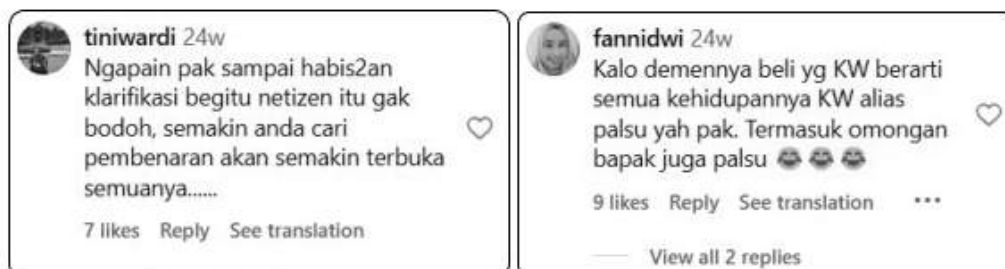 tiniwardi 24w
Ngapain pak sampai habis2an
klarifikasi begitu netizen itu gak
bodoh, semakin anda cari
pembenaran akan semakin terbuka
semuanya......
7 likes Reply See translation
fannidwi 24w
Kalo demennya beli yg KW berarti
semua kehidupannya KW alias
palsu yah pak. Termasuk omongan
bapak juga palsu 😂 😂 😂
9 likes Reply See translation ...
View all 2 replies